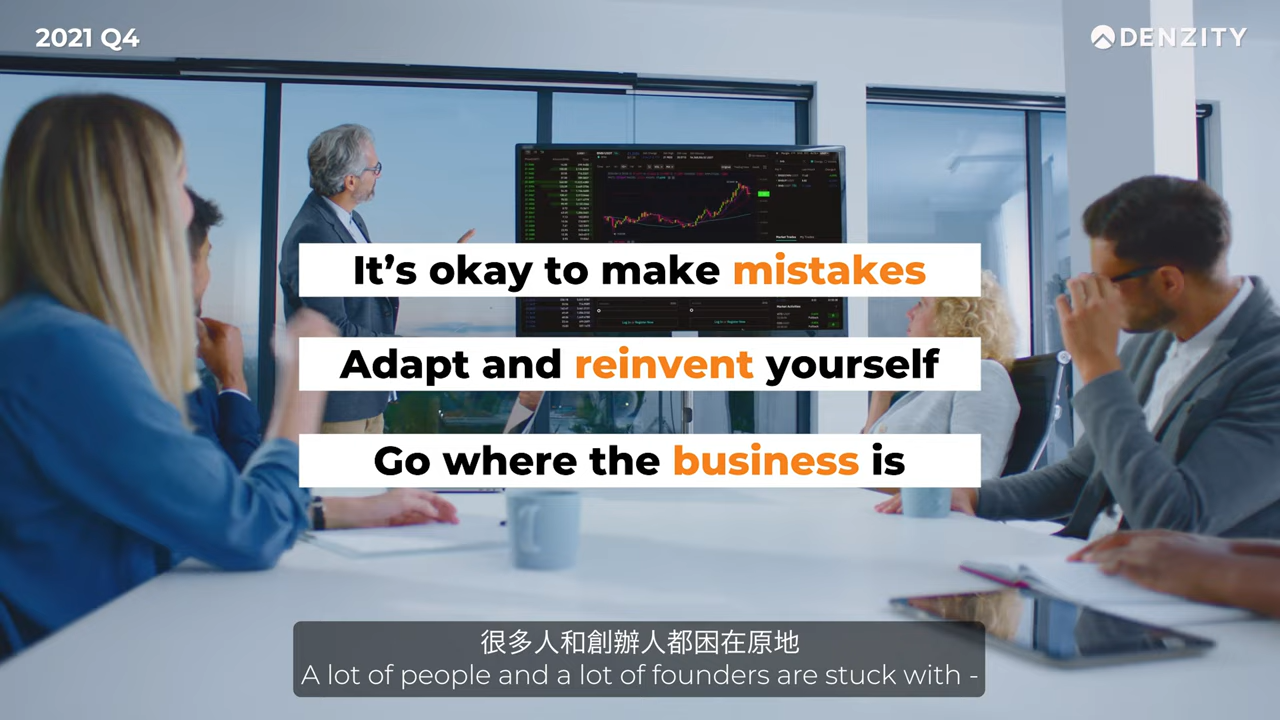 2021 Q4
DENZITY
It's okay to make mistakes
Adapt and reinvent yourself
Go where the business is
很多人和創辦人都困在原地
A lot of people and a lot of founders are stuck with -